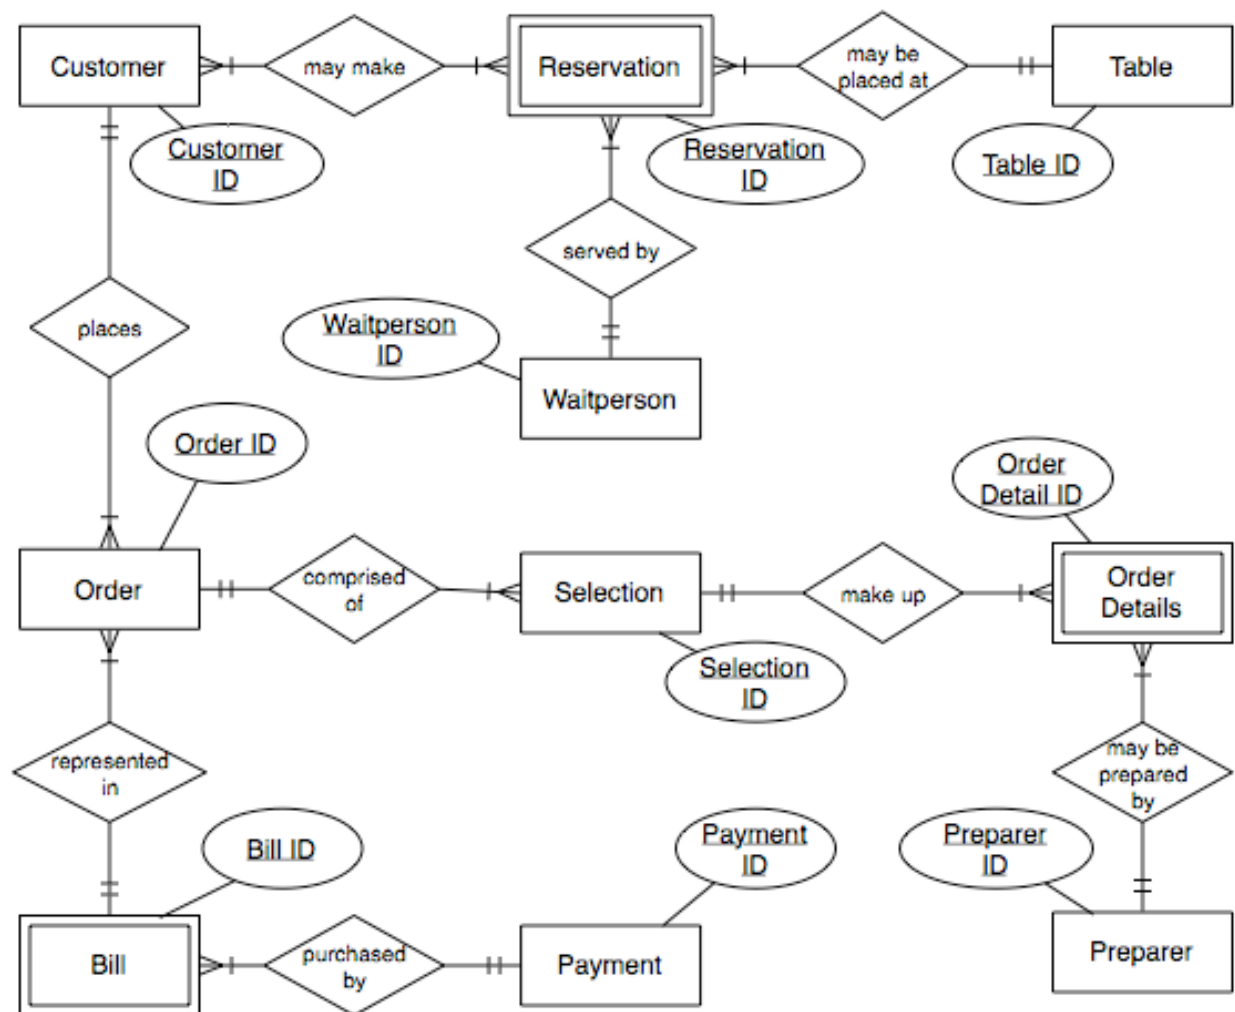 Customer
may make
Reservation
may be
placed at
Table
Customer
ID
Reservation
ID
Table ID
served by
places
Waitperson
ID
Waitperson
Order ID
Order
Detail ID
Order
comprised
of
Selection
make up
Order
Details
Selection
ID
represented
in
may be
prepared
by
Bill ID
Payment
ID
Preparer
ID
Bill
purchased
by
Payment
Preparer